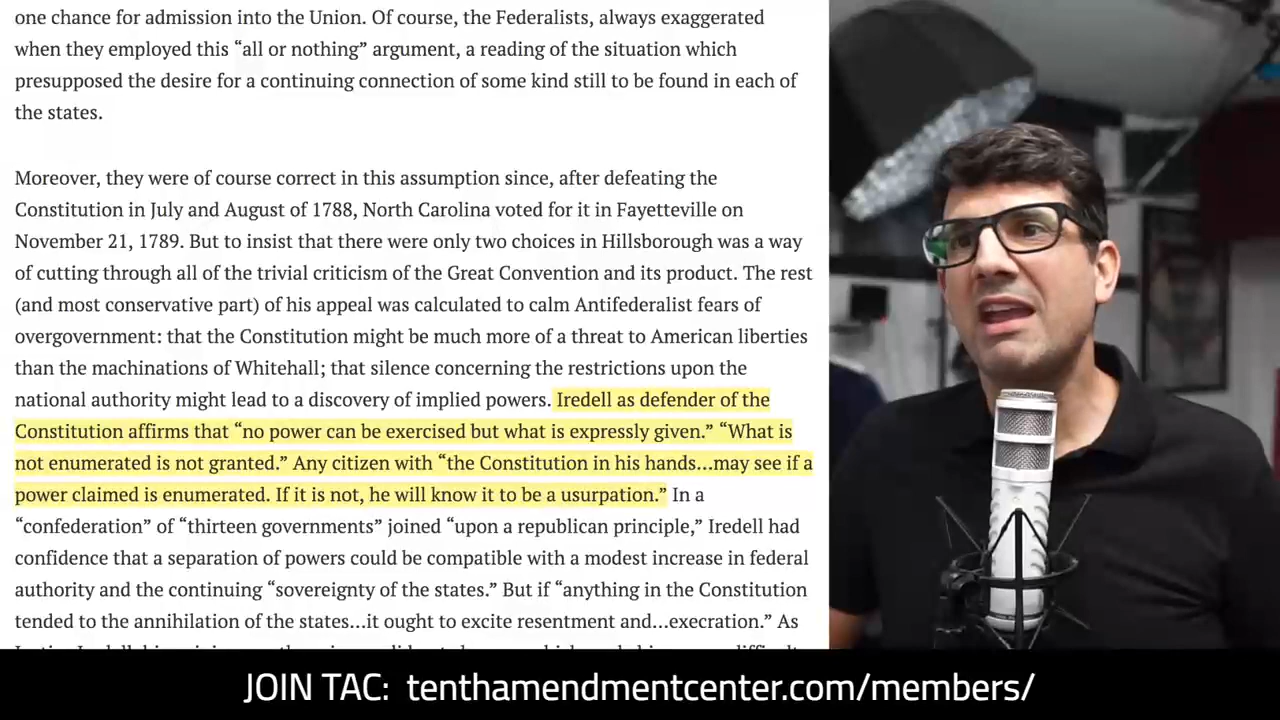 one chance for admission into the Union. Of course, the Federalists, always exaggerated
when they employed this “all or nothing” argument, a reading of the situation which
presupposed the desire for a continuing connection of some kind still to be found in each of
the states.
Moreover, they were of course correct in this assumption since, after defeating the
Constitution in July and August of 1788, North Carolina voted for it in Fayetteville on
November 21, 1789. But to insist that there were only two choices in Hillsborough was a way
of cutting through all of the trivial criticism of the Great Convention and its product. The rest
(and most conservative part) of his appeal was calculated to calm Antifederalist fears of
overgovernment: that the Constitution might be much more of a threat to American liberties
than the machinations of Whitehall; that silence concerning the restrictions upon the
national authority might lead to a discovery of implied powers. Iredell as defender of the
Constitution affirms that “no power can be exercised but what is expressly given.” “What is
not enumerated is not granted.” Any citizen with “the Constitution in his hands…may see if a
power claimed is enumerated. If it is not, he will know it to be a usurpation.” In a
“confederation” of “thirteen governments” joined “upon a republican principle,” Iredell had
confidence that a separation of powers could be compatible with a modest increase in federal
authority and the continuing “sovereignty of the states.” But if “anything in the Constitution
tended to the annihilation of the states…it ought to excite resentment and…execration.” As
JOIN TAC: tenthamendmentcenter.com/members/